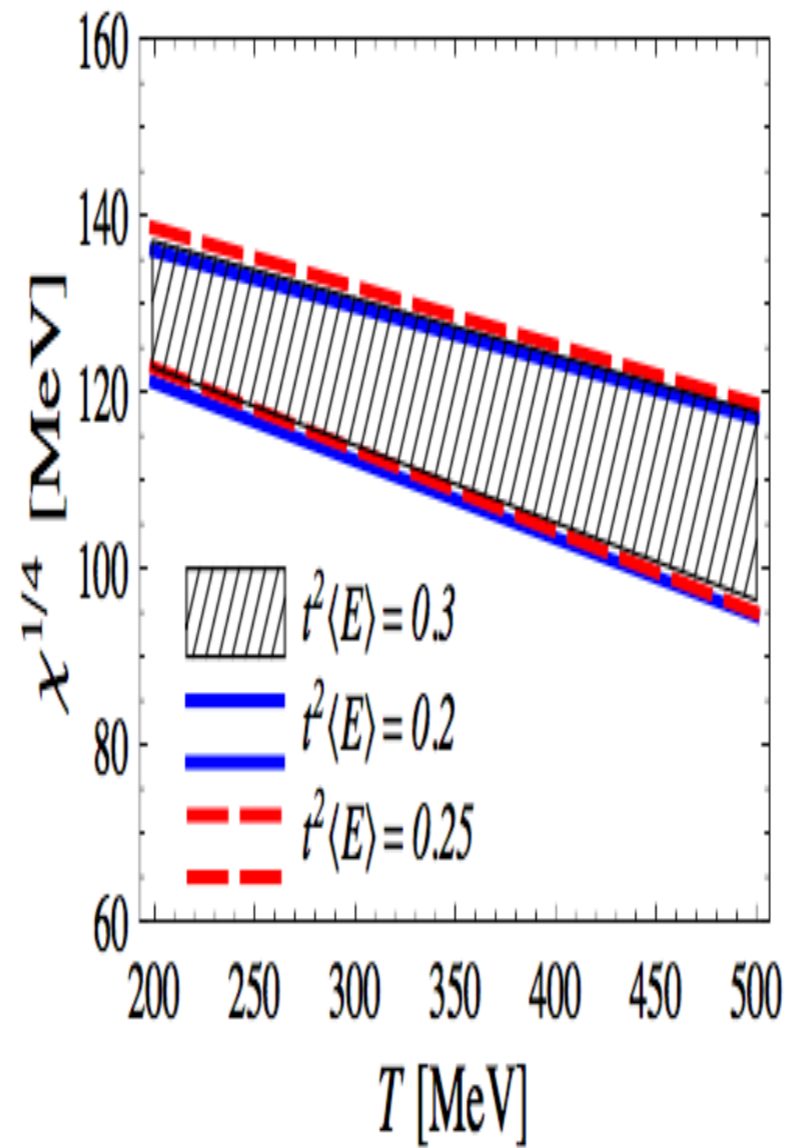 160
140
120
100
80
60
χ^{1/4} [MeV]
t²⟨E⟩ = 0.3
t²⟨E⟩ = 0.2
t²⟨E⟩ = 0.25
200 250 300 350 400 450 500
T [MeV]